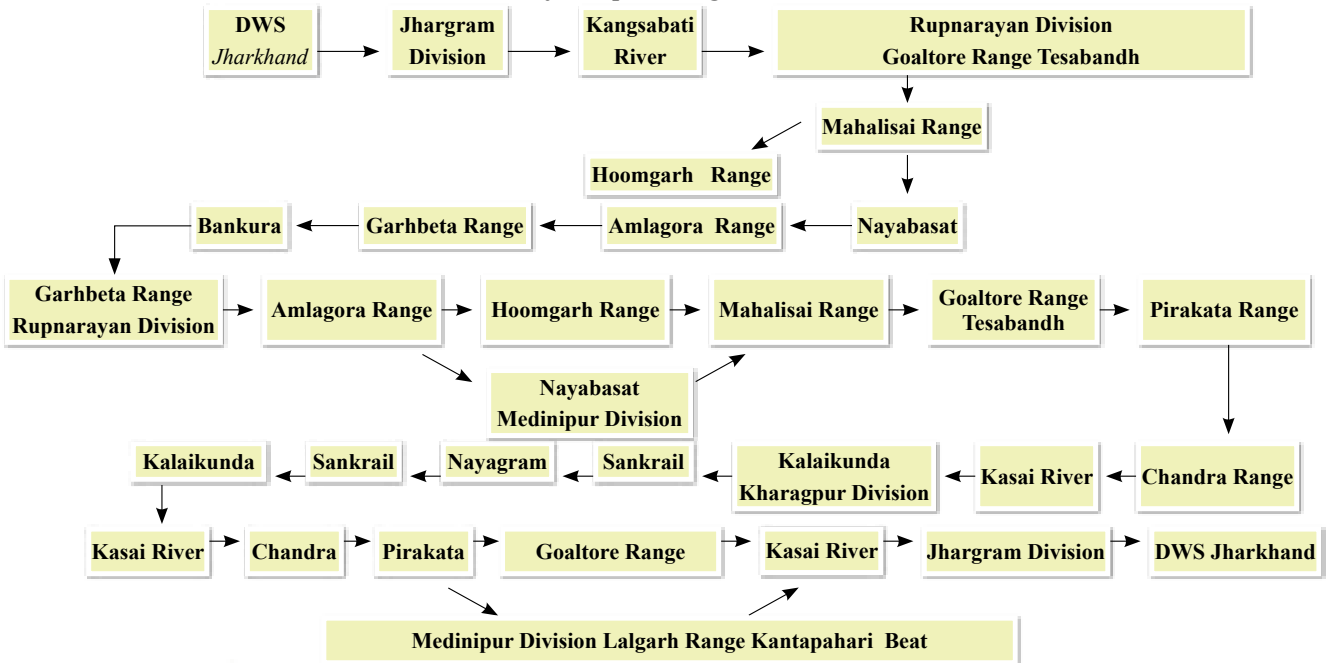 DWS
Jharkhand
Jhargram
Division
Kangsabati
River
Rupnarayan Division
Goaltore Range Tesabandh
Mahalisai Range
Hoomgarh Range
Bankura
Garhbeta Range
Amlagora Range
Nayabasat
Garhbeta Range
Rupnarayan Division
Amlagora Range
Hoomgarh Range
Mahalisai Range
Goaltore Range
Tesabandh
Pirakata Range
Nayabasat
Medinipur Division
Kalaikunda
Sankrail
Nayagram
Sankrail
Kalaikunda
Kharagpur Division
Kasai River
Chandra Range
Kasai River
Chandra
Pirakata
Goaltore Range
Kasai River
Jhargram Division
DWS Jharkhand
Medinipur Division Lalgarh Range Kantapahari Beat